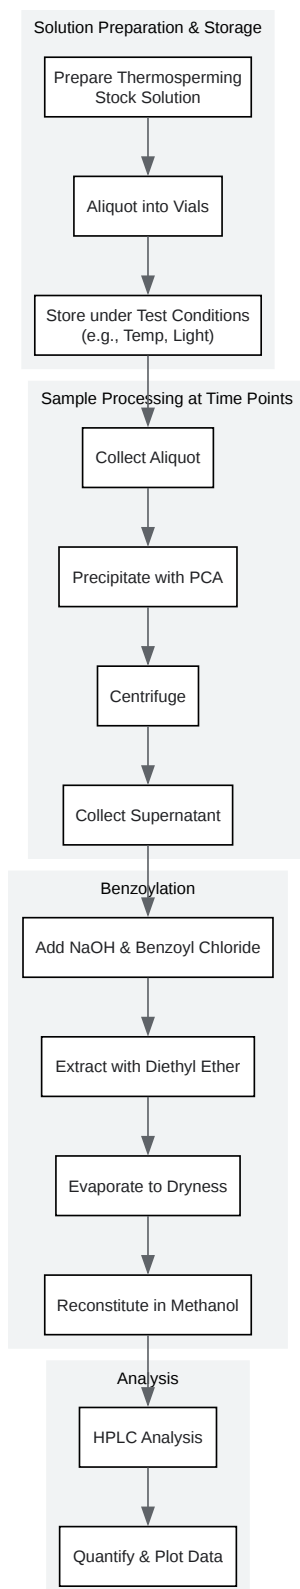 Solution Preparation & Storage
Prepare Thermosperming
Stock Solution
Aliquot into Vials
Store under Test Conditions
(e.g., Temp, Light)
Sample Processing at Time Points
Collect Aliquot
Precipitate with PCA
Centrifuge
Collect Supernatant
Benzoylation
Add NaOH & Benzoyl Chloride
Extract with Diethyl Ether
Evaporate to Dryness
Reconstitute in Methanol
Analysis
HPLC Analysis
Quantify & Plot Data